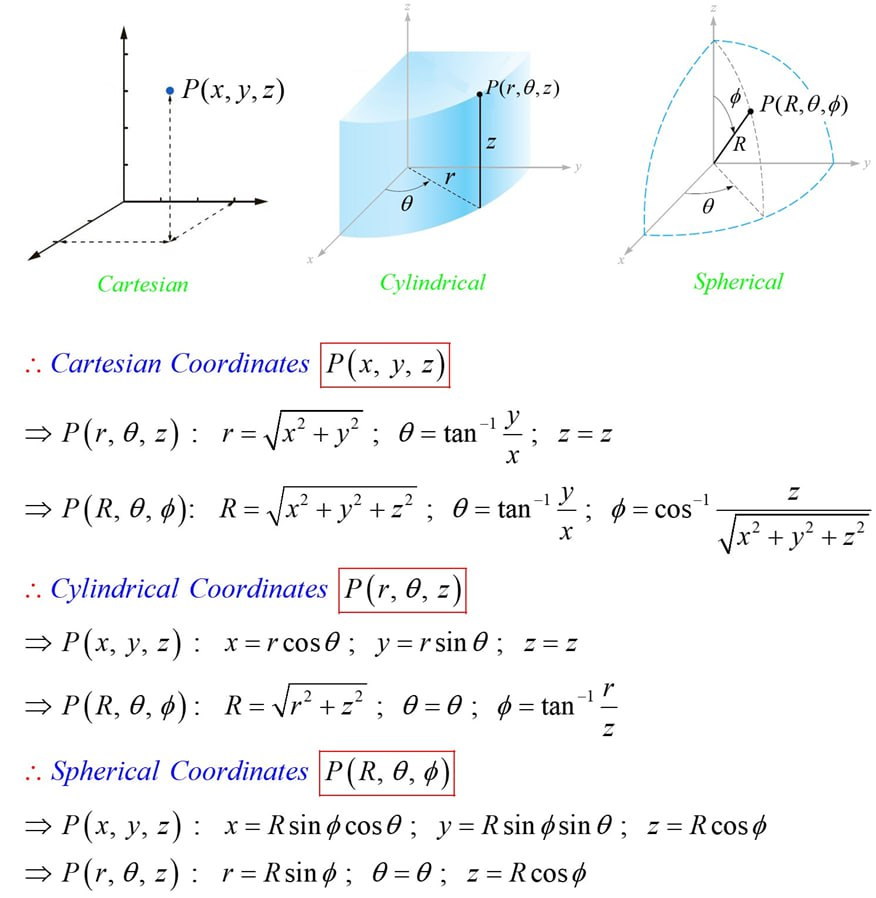 P(x, y, z)
Cartesian
z
P(r,θ,z)
z
r
θ
y
x
Cylindrical
z
ϕ
P(R,θ,ϕ)
R
θ
y
x
Spherical
∴ Cartesian Coordinates P(x, y, z)
⇒ P(r, θ, z) : r = √(x² + y²) ; θ = tan⁻¹ y/x ; z = z
⇒ P(R, θ, ϕ): R = √(x² + y² + z²) ; θ = tan⁻¹ y/x ; ϕ = cos⁻¹ z/√(x² + y² + z²)
∴ Cylindrical Coordinates P(r, θ, z)
⇒ P(x, y, z) : x = r cos θ ; y = r sin θ ; z = z
⇒ P(R, θ, ϕ) : R = √(r² + z²) ; θ = θ ; ϕ = tan⁻¹ r/z
∴ Spherical Coordinates P(R, θ, ϕ)
⇒ P(x, y, z) : x = R sin ϕ cos θ ; y = R sin ϕ sin θ ; z = R cos ϕ
⇒ P(r, θ, z) : r = R sin ϕ ; θ = θ ; z = R cos ϕ